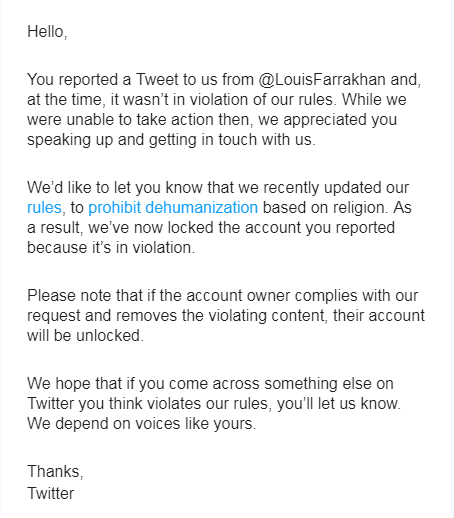 Hello,
You reported a Tweet to us from @LouisFarrakhan and,
at the time, it wasn’t in violation of our rules. While we
were unable to take action then, we appreciated you
speaking up and getting in touch with us.
We’d like to let you know that we recently updated our
rules, to prohibit dehumanization based on religion. As
a result, we’ve now locked the account you reported
because it’s in violation.
Please note that if the account owner complies with our
request and removes the violating content, their account
will be unlocked.
We hope that if you come across something else on
Twitter you think violates our rules, you’ll let us know.
We depend on voices like yours.
Thanks,
Twitter